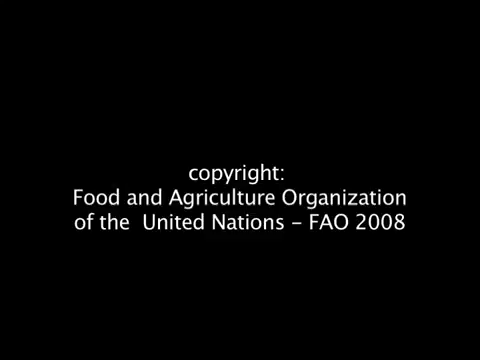 copyright:
Food and Agriculture Organization
of the  United Nations - FAO 2008